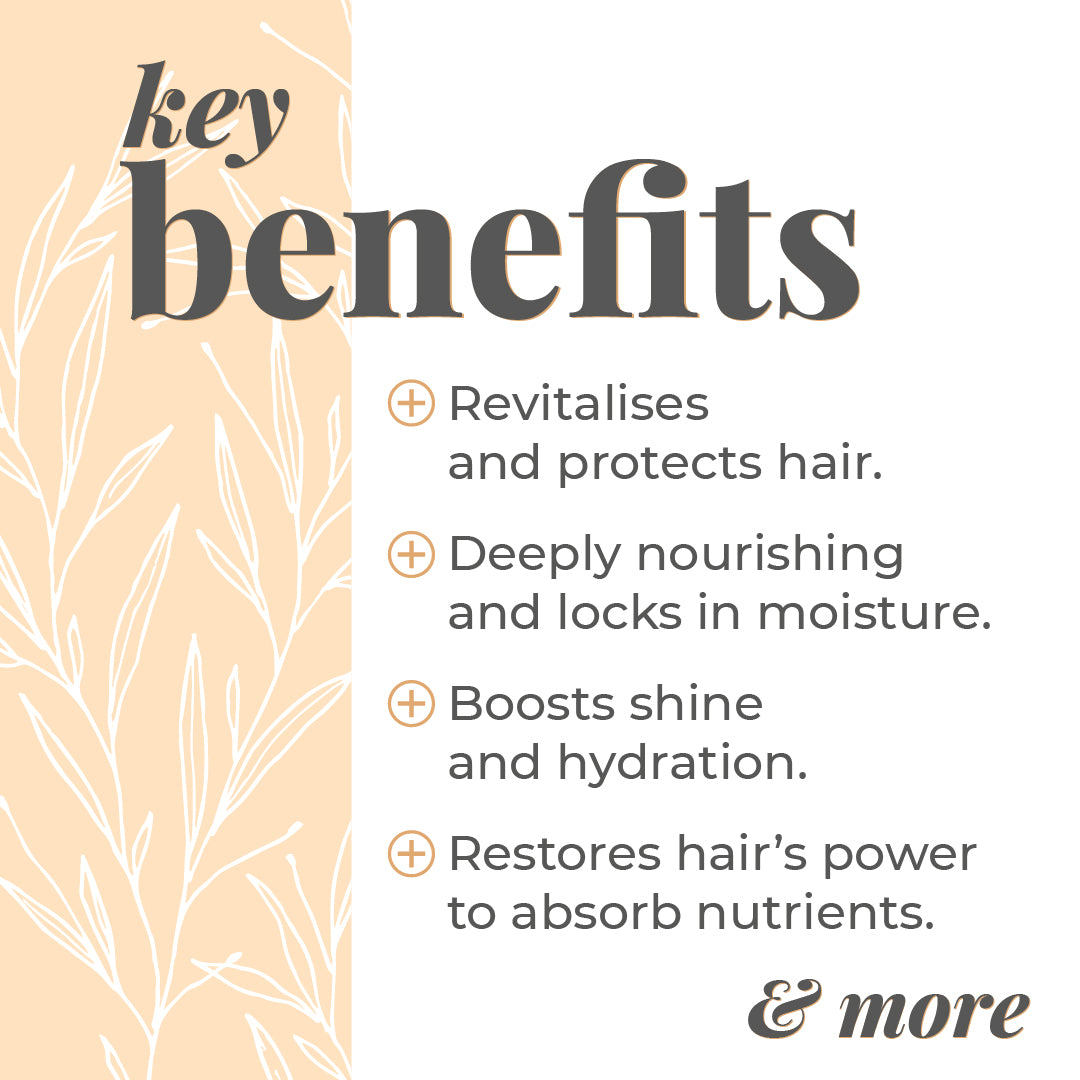 key
benefits
Revitalises
and protects hair.
Deeply nourishing
and locks in moisture.
Boosts shine
and hydration.
Restores hair’s power
to absorb nutrients.
& more